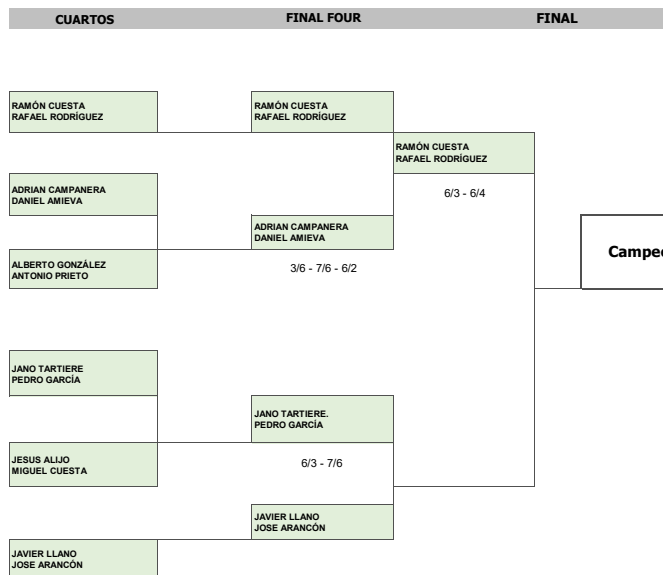 CUARTOS
FINAL FOUR
FINAL
RAMÓN CUESTA
RAFAEL RODRÍGUEZ
RAMÓN CUESTA
RAFAEL RODRÍGUEZ
RAMÓN CUESTA
RAFAEL RODRÍGUEZ
6/3 - 6/4
ADRIAN CAMPANERA
DANIEL AMIEVA
ADRIAN CAMPANERA
DANIEL AMIEVA
ALBERTO GONZÁLEZ
ANTONIO PRIETO
3/6 - 7/6 - 6/2
JANO TARTIERE
PEDRO GARCÍA
JANO TARTIERE.
PEDRO GARCÍA
JESUS ALIJO
MIGUEL CUESTA
6/3 - 7/6
JAVIER LLANO
JOSE ARANCÓN
JAVIER LLANO
JOSE ARANCÓN